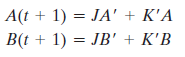 A(t + 1) = JA′ + K′A
B(t + 1) = JB′ + K′B